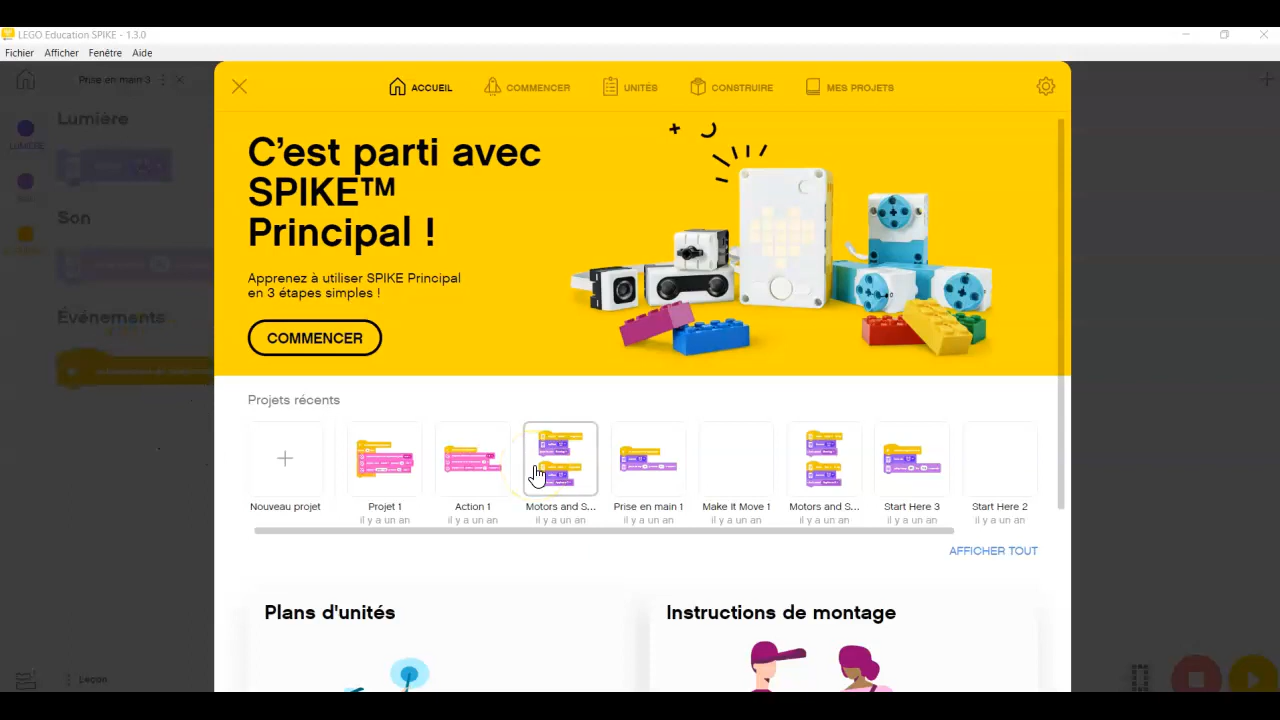 LEGO Education SPIKE - 1.3.0
Fichier Afficher Fenêtre Aide
Prise en main 3
ACCUEIL COMMENCER UNITÉS CONSTRUIRE MES PROJETS
Lumière
LUMIÈRE
Son
Événements
C'est parti avec
SPIKE™
Principal !
Apprenez à utiliser SPIKE Principal
en 3 étapes simples !
COMMENCER
Projets récents
Nouveau projet
Projet 1
il y a un an
Action 1
il y a un an
Motors and S...
il y a un an
Prise en main 1
il y a un an
Make It Move 1
il y a un an
Motors and S...
il y a un an
Start Here 3
il y a un an
Start Here 2
il y a un an
AFFICHER TOUT
Plans d'unités
Instructions de montage
Leçon